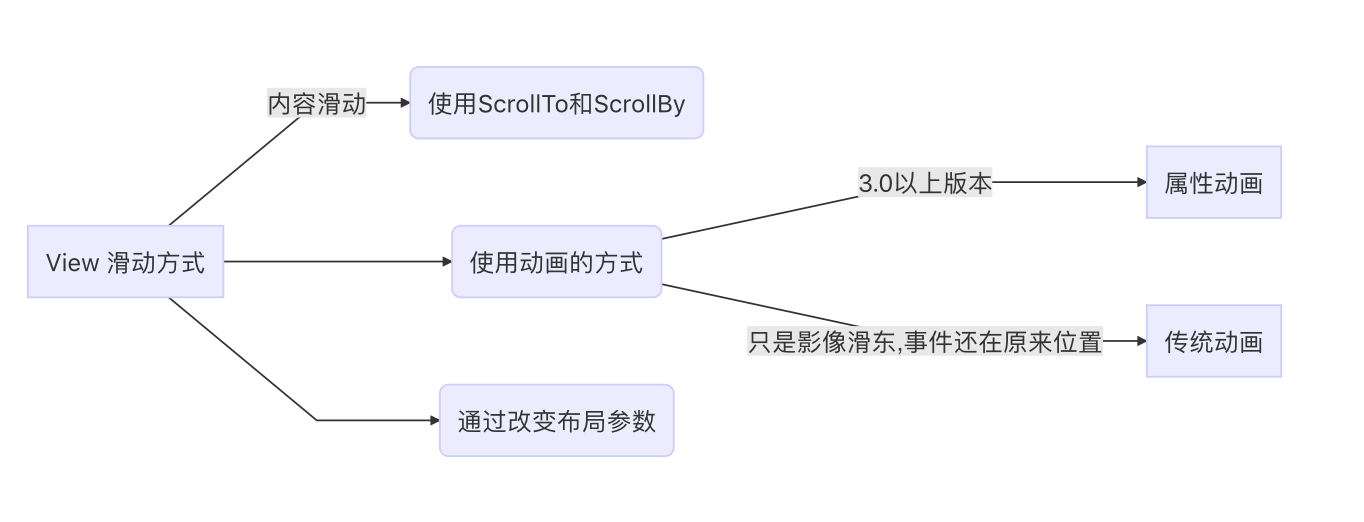 内容滑动
使用ScrollTo和ScrollBy
3.0以上版本
属性动画
View 滑动方式
使用动画的方式
只是影像滑东,事件还在原来位置
传统动画
通过改变布局参数